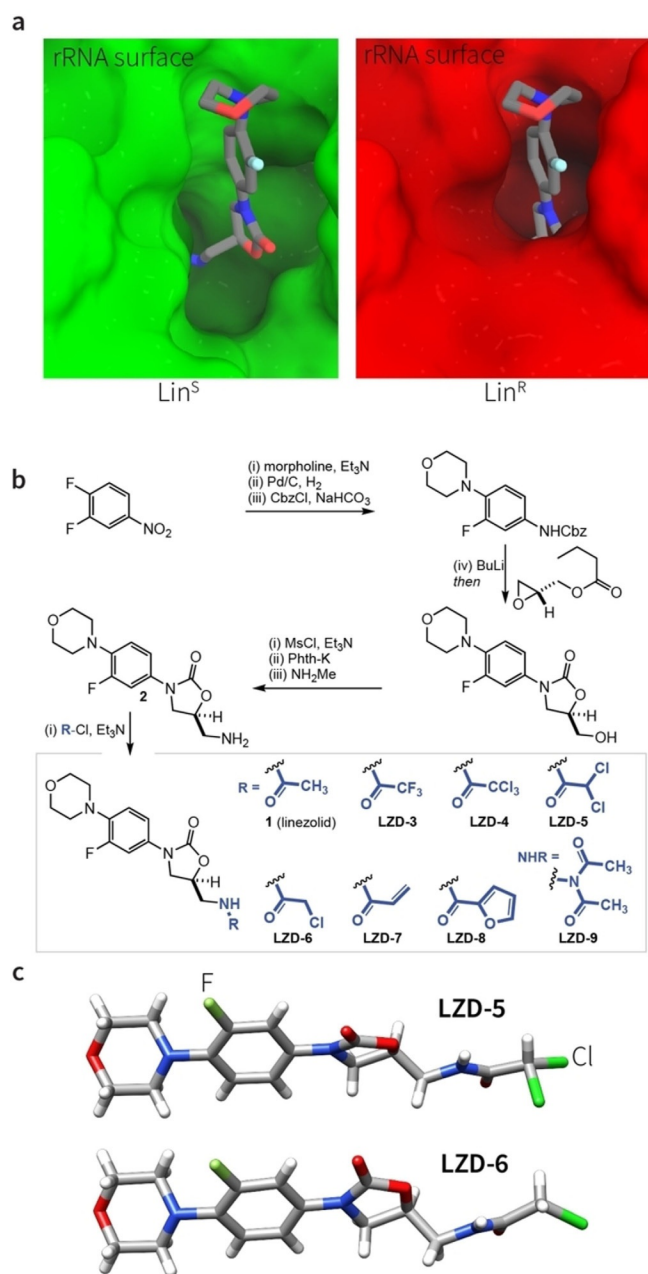 a
rRNA surface
rRNA surface
Linˢ
Linᴿ
b
F
F
NO₂
(i) morpholine, Et₃N
(ii) Pd/C, H₂
(iii) CbzCl, NaHCO₃
O
N
F
NHCbz
(iv) BuLi
then
O
H
O
O
O
N
F
2
N
O
O
H
NH₂
(i) MsCl, Et₃N
(ii) Phth-K
(iii) NH₂Me
O
N
F
N
O
O
H
OH
(i) R-Cl, Et₃N
O
N
F
N
O
O
H
NH
R
R =
O
CH₃
1 (linezolid)
O
CF₃
LZD-3
O
CCl₃
LZD-4
O
Cl
Cl
LZD-5
O
Cl
LZD-6
O
LZD-7
O
O
LZD-8
NHR =
O
CH₃
N
CH₃
O
LZD-9
c
F
LZD-5
Cl
LZD-6